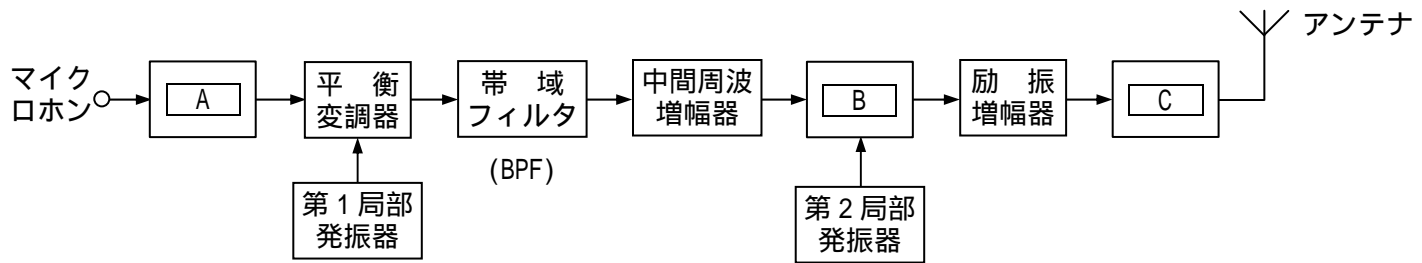 アンテナ
マイク
ロホン
A
平 衡
変調器
帯 域
フィルタ
(BPF)
中間周波
増幅器
B
励 振
増幅器
C
第1局部
発振器
第2局部
発振器